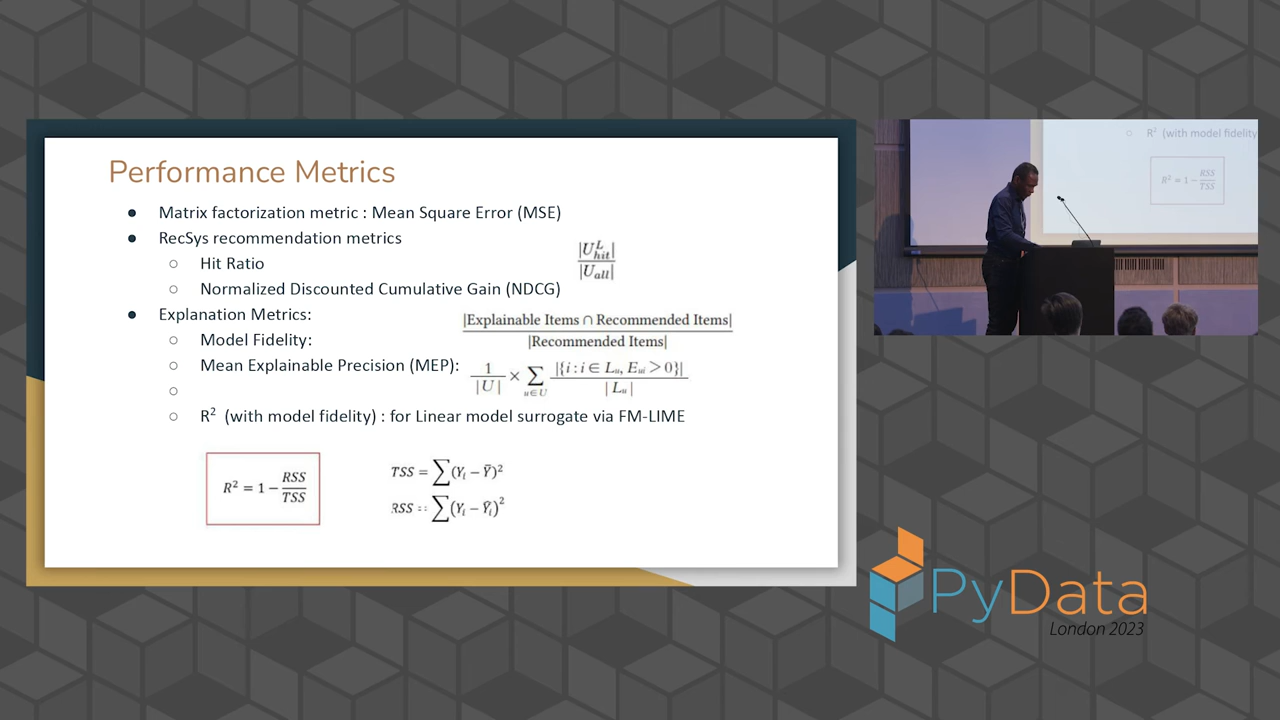 Performance Metrics
● Matrix factorization metric : Mean Square Error (MSE)
● RecSys recommendation metrics
○ Hit Ratio
|U^L_hit|
|U_all|
○ Normalized Discounted Cumulative Gain (NDCG)
● Explanation Metrics:
○ Model Fidelity:
|Explainable Items ∩ Recommended Items|
|Recommended Items|
○ Mean Explainable Precision (MEP):
1/|U| × ∑_{u∈U} |{i : i ∈ L_u, E_ui > 0}| / |L_u|
○
○ R² (with model fidelity) : for Linear model surrogate via FM-LIME
R² = 1 − RSS/TSS
TSS = ∑(Y_i − Ȳ)²
RSS = ∑(Y_i − Ŷ_i)²
○ R² (with model fidelity
R² = 1 − RSS/TSS
PyData
London 2023